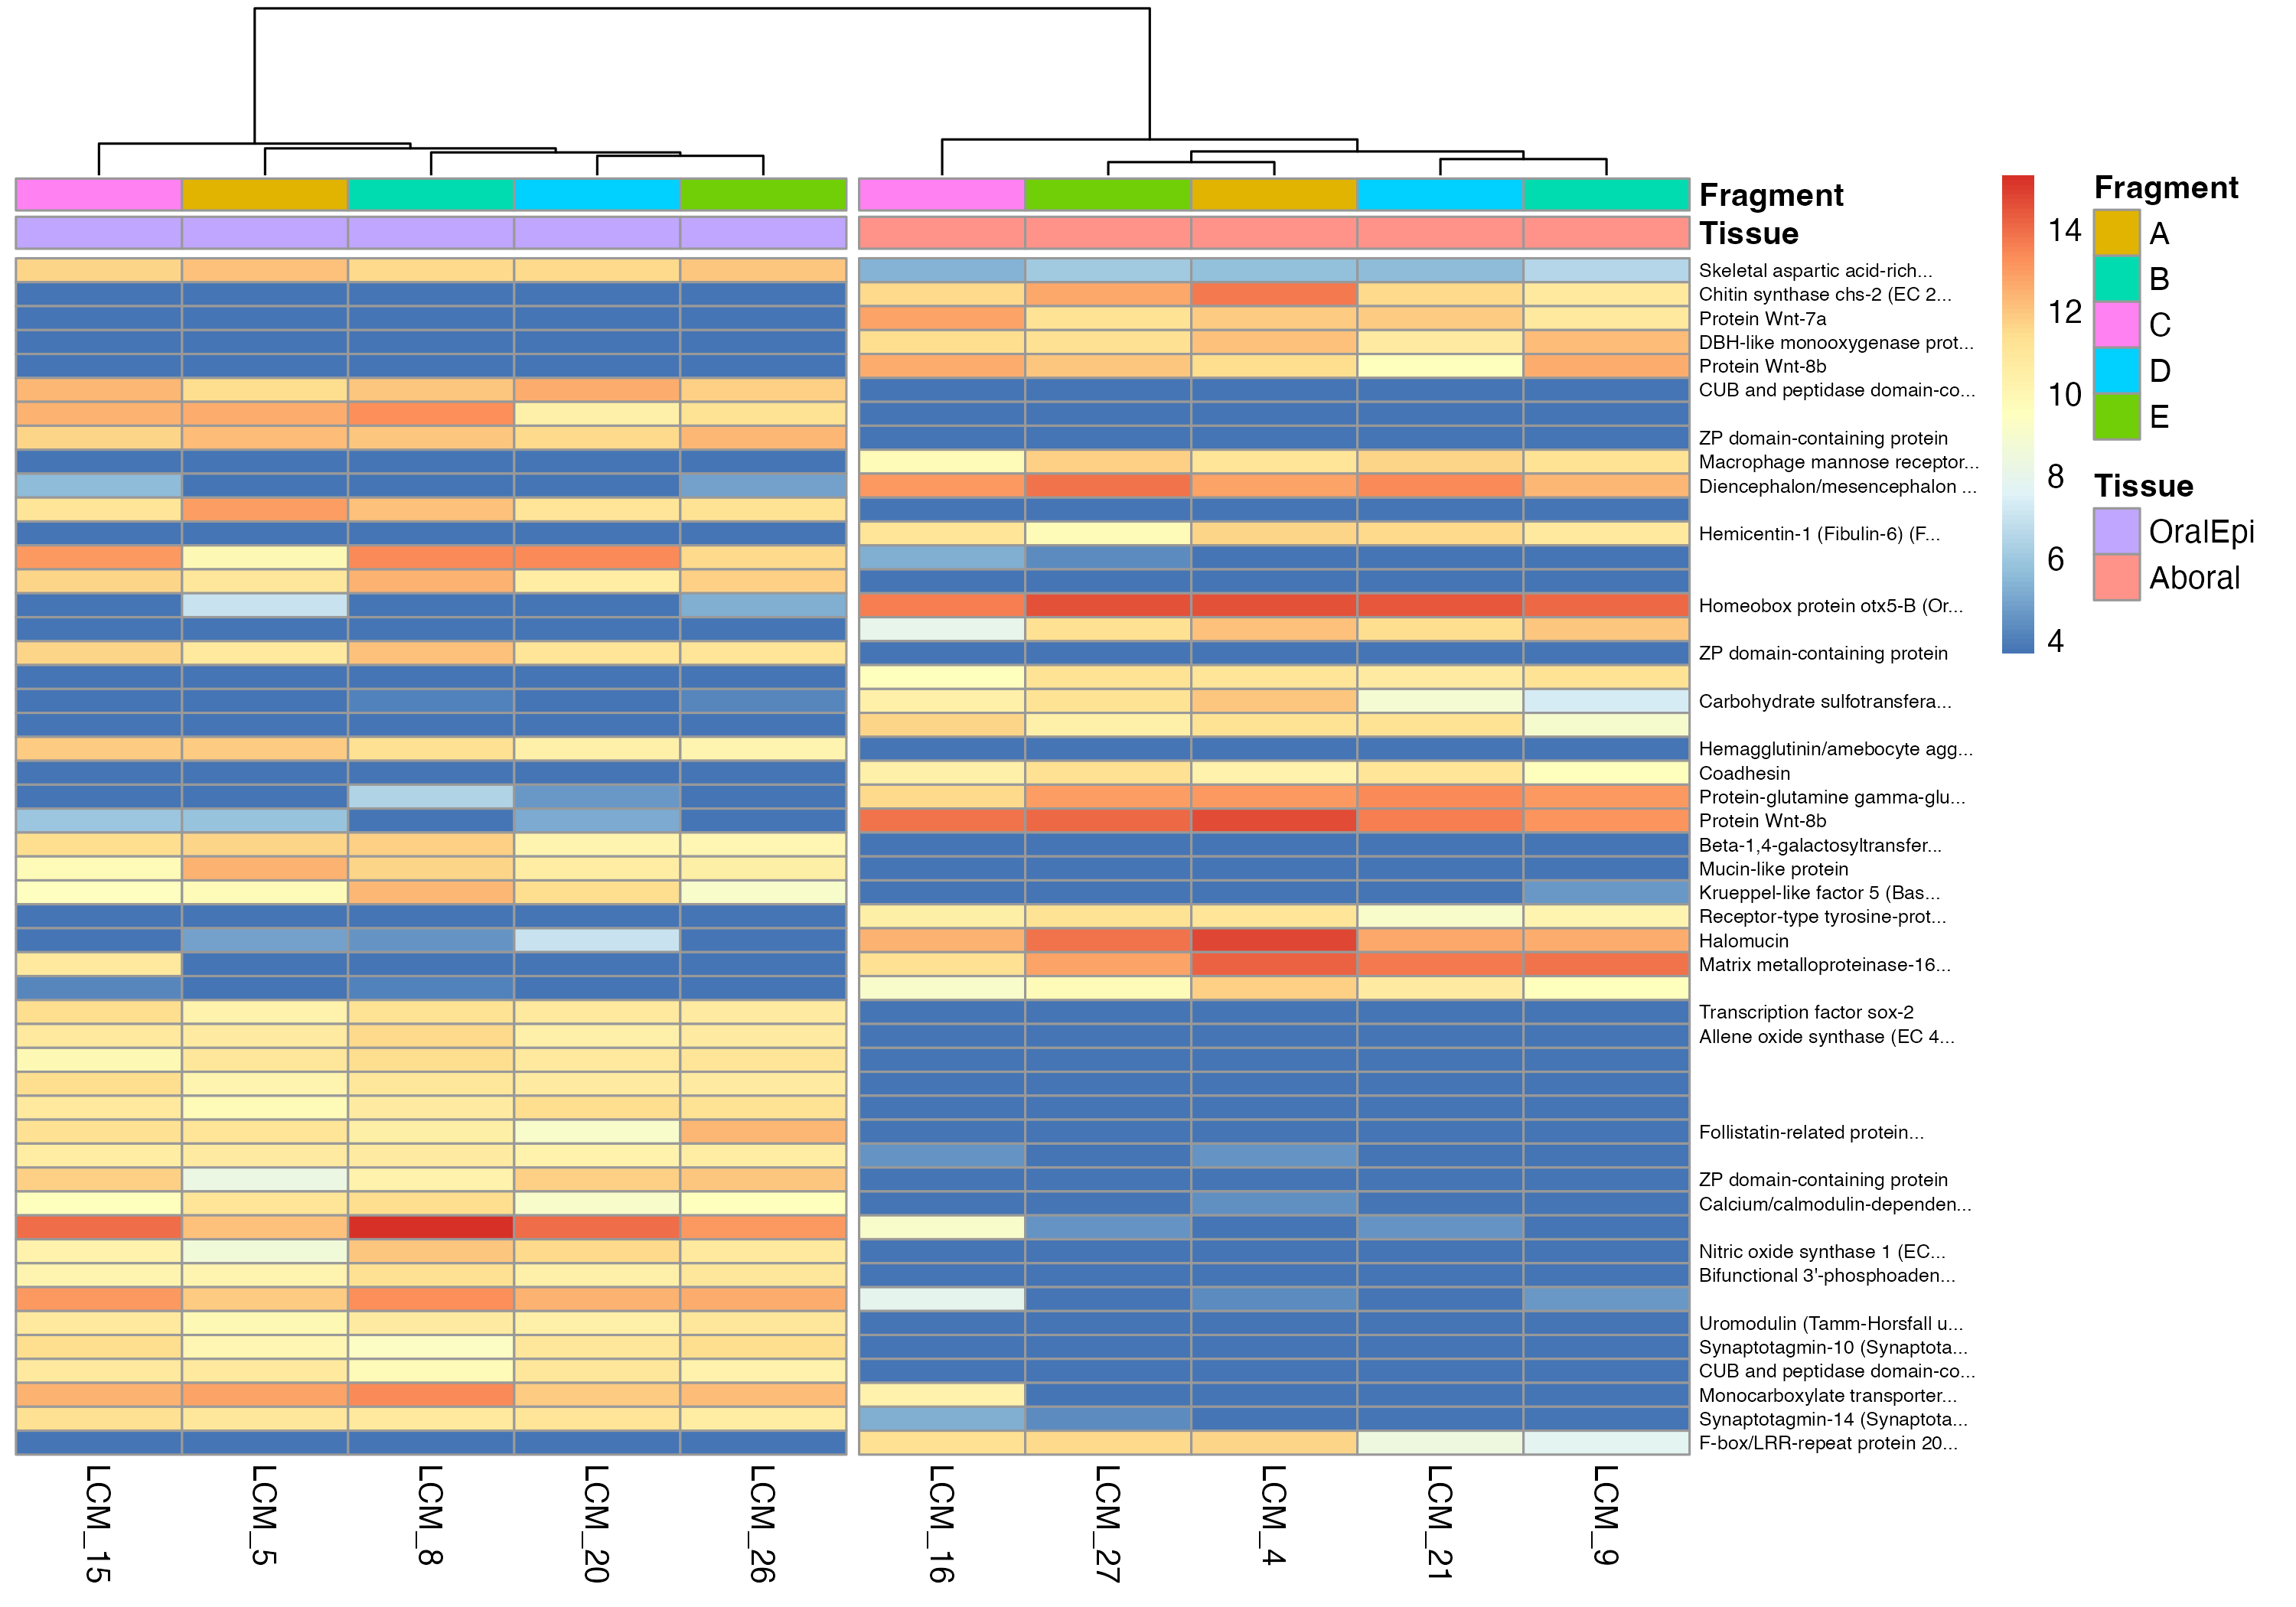 Fragment
Tissue
Skeletal aspartic acid-rich...
Chitin synthase chs-2 (EC 2...
Protein Wnt-7a
DBH-like monooxygenase prot...
Protein Wnt-8b
CUB and peptidase domain-co...
ZP domain-containing protein
Macrophage mannose receptor...
Diencephalon/mesencephalon ...
Hemicentin-1 (Fibulin-6) (F...
Homeobox protein otx5-B (Or...
ZP domain-containing protein
Carbohydrate sulfotransfera...
Hemagglutinin/amebocyte agg...
Coadhesin
Protein-glutamine gamma-glu...
Protein Wnt-8b
Beta-1,4-galactosyltransfer...
Mucin-like protein
Krueppel-like factor 5 (Bas...
Receptor-type tyrosine-prot...
Halomucin
Matrix metalloproteinase-16...
Transcription factor sox-2
Allene oxide synthase (EC 4...
Follistatin-related protein...
ZP domain-containing protein
Calcium/calmodulin-dependen...
Nitric oxide synthase 1 (EC...
Bifunctional 3'-phosphoaden...
Uromodulin (Tamm-Horsfall u...
Synaptotagmin-10 (Synaptota...
CUB and peptidase domain-co...
Monocarboxylate transporter...
Synaptotagmin-14 (Synaptota...
F-box/LRR-repeat protein 20...
LCM_15
LCM_5
LCM_8
LCM_20
LCM_26
LCM_16
LCM_27
LCM_4
LCM_21
LCM_9
14
12
10
8
6
4
Fragment
A
B
C
D
E
Tissue
OralEpi
Aboral